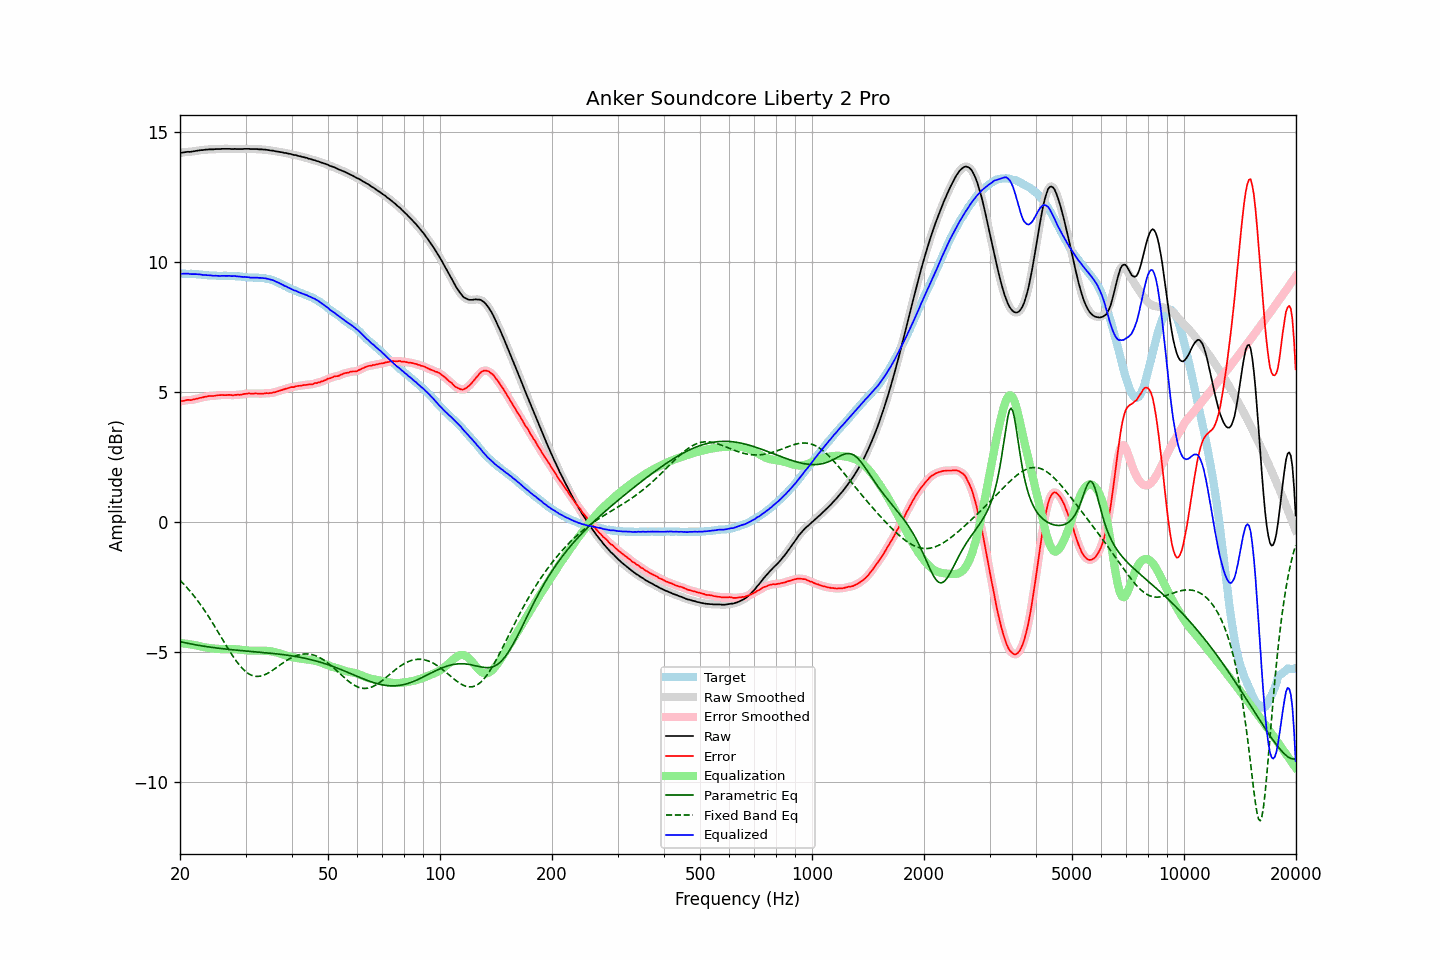 Anker Soundcore Liberty 2 Pro
15
10
5
0
−5
−10
Amplitude (dBr)
Target
Raw Smoothed
Error Smoothed
Raw
Error
Equalization
Parametric Eq
Fixed Band Eq
Equalized
20 50 100 200 500 1000 2000 5000 10000 20000
Frequency (Hz)